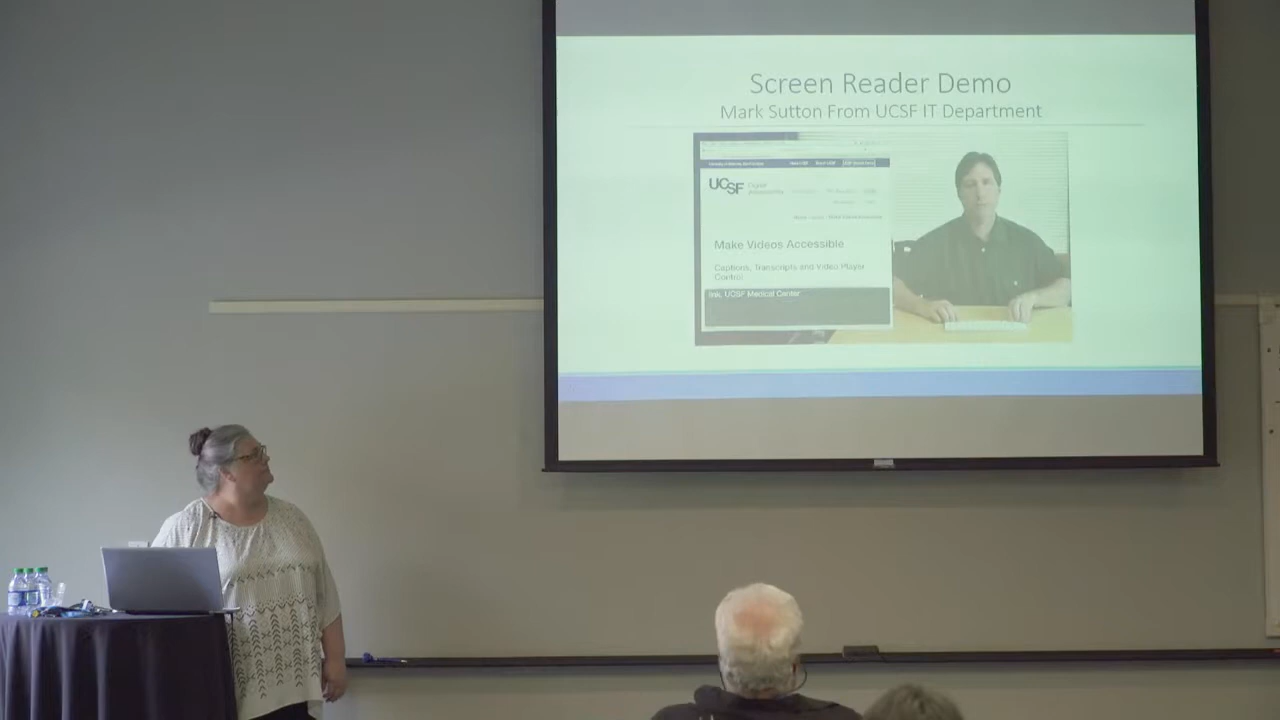 Screen Reader Demo
Mark Sutton From UCSF IT Department
UCSF
Make Videos Accessible
Captions, Transcripts and Video Player
Control
link, UCSF Medical Center